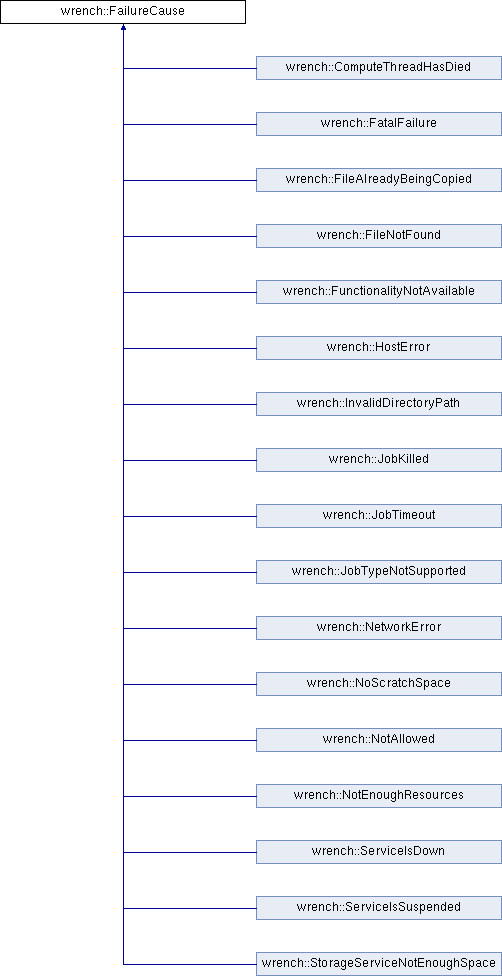 wrench::FailureCause
wrench::ComputeThreadHasDied
wrench::FatalFailure
wrench::FileAlreadyBeingCopied
wrench::FileNotFound
wrench::FunctionalityNotAvailable
wrench::HostError
wrench::InvalidDirectoryPath
wrench::JobKilled
wrench::JobTimeout
wrench::JobTypeNotSupported
wrench::NetworkError
wrench::NoScratchSpace
wrench::NotAllowed
wrench::NotEnoughResources
wrench::ServiceIsDown
wrench::ServiceIsSuspended
wrench::StorageServiceNotEnoughSpace